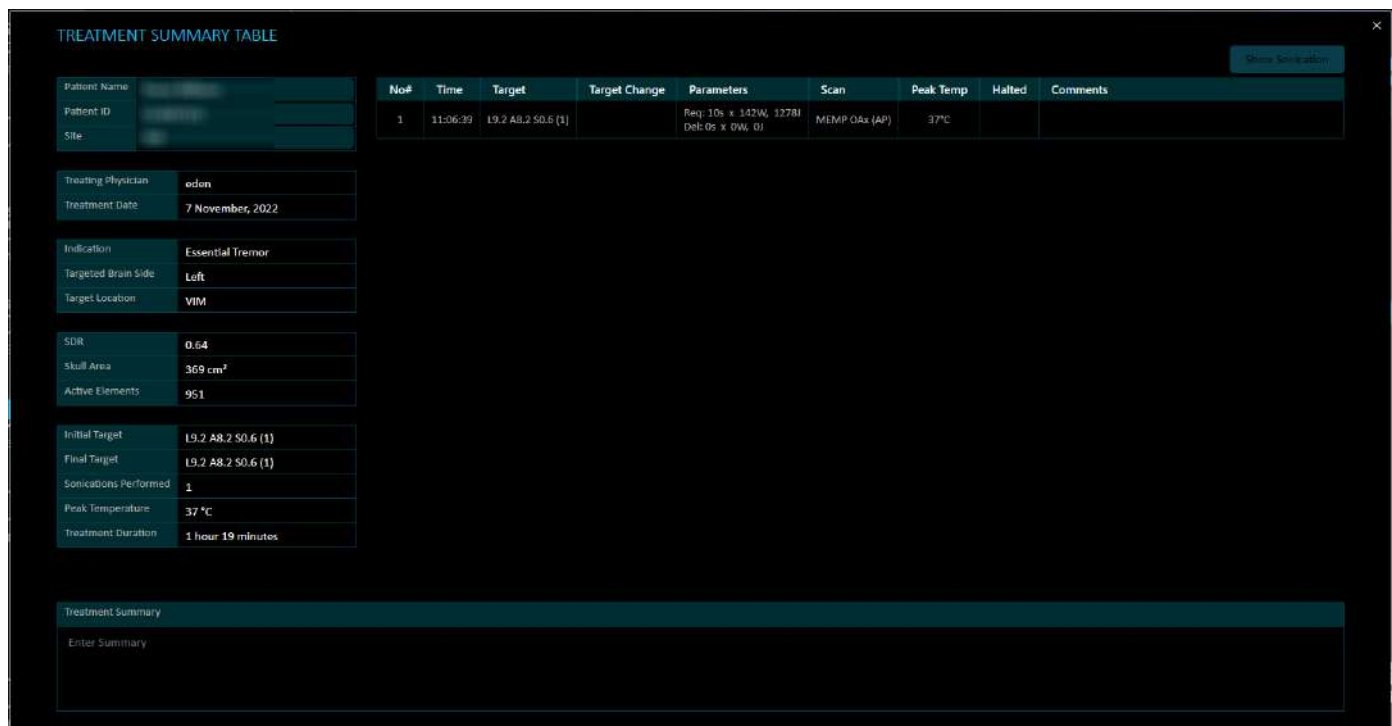 TREATMENT SUMMARY TABLE
×
Show Sonication
Patient Name
Patient ID
Site
Treating Physician eden
Treatment Date 7 November, 2022
Indication Essential Tremor
Targeted Brain Side Left
Target Location VIM
SDR 0.64
Skull Area 369 cm²
Active Elements 951
Initial Target L9.2 A8.2 S0.6 (1)
Final Target L9.2 A8.2 S0.6 (1)
Sonications Performed 1
Peak Temperature 37 °C
Treatment Duration 1 hour 19 minutes
No# Time Target Target Change Parameters Scan Peak Temp Halted Comments
1 11:06:39 L9.2 A8.2 S0.6 (1) Req: 10s x 142W, 1278J MEMP OAx (AP) 37°C
Del: 0s x 0W, 0J
Treatment Summary
Enter Summary